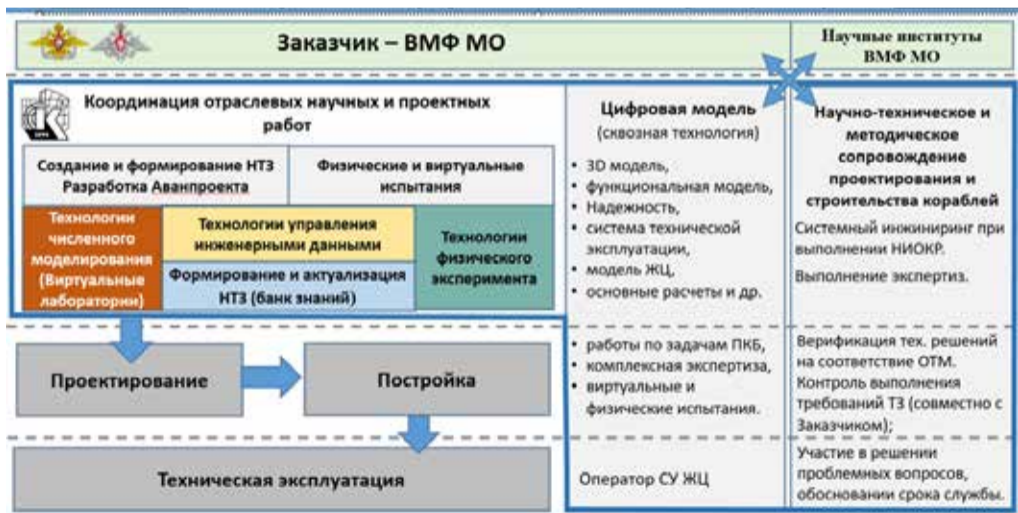 Заказчик – ВМФ МО
Научные институты
ВМФ МО
Координация отраслевых научных и проектных
работ
Создание и формирование НТЗ
Разработка Аванпроекта
Физические и виртуальные
испытания
Технологии
численного
моделирования
(Виртуальные
лаборатории)
Технологии управления
инженерными данными
Формирование и актуализация
НТЗ (банк знаний)
Технологии
физического
эксперимента
Проектирование
Постройка
Техническая эксплуатация
Цифровая модель
(сквозная технология)
• 3D модель,
• функциональная модель,
• Надежность,
• система технической
эксплуатации,
• модель ЖЦ,
• основные расчеты и др.
• работы по задачам ПКБ,
• комплексная экспертиза,
• виртуальные и
физические испытания.
Оператор СУ ЖЦ
Научно-техническое и
методическое
сопровождение
проектирования и
строительства кораблей
Системный инжиниринг при
выполнении НИОКР.
Выполнение экспертиз.
Верификация тех. решений
на соответствие ОТМ.
Контроль выполнения
требований ТЗ (совместно с
Заказчиком);
Участие в решении
проблемных вопросов,
обосновании срока службы.